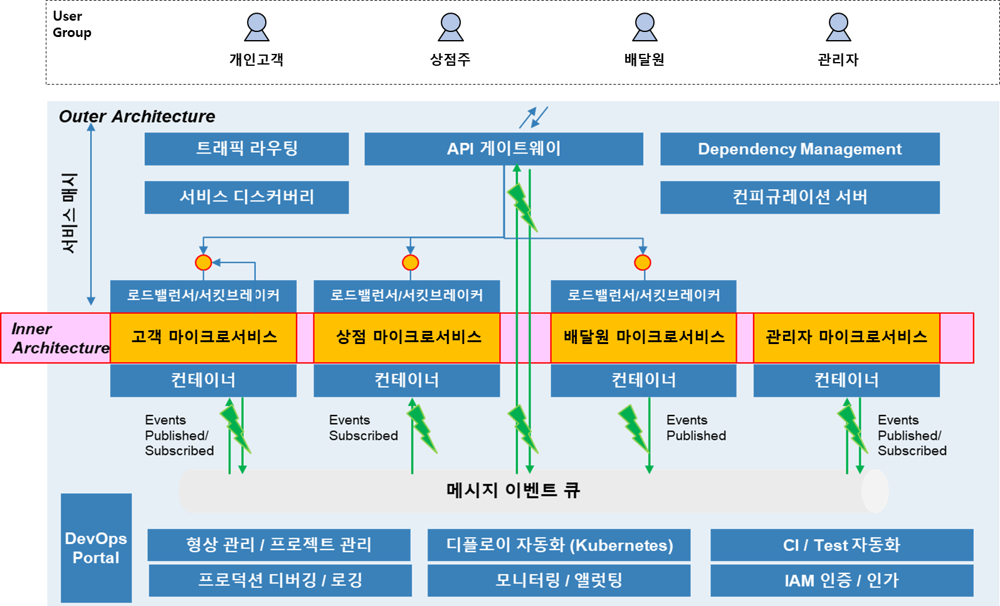 User
Group
개인고객
상점주
배달원
관리자
Outer Architecture
트래픽 라우팅
API 게이트웨이
Dependency Management
서비스 디스커버리
컨피규레이션 서버
서비스 매시
로드밸런서/서킷브레이커
로드밸런서/서킷브레이커
로드밸런서/서킷브레이커
Inner
Architecture
고객 마이크로서비스
상점 마이크로서비스
배달원 마이크로서비스
관리자 마이크로서비스
컨테이너
컨테이너
컨테이너
컨테이너
Events
Published/
Subscribed
Events
Subscribed
Events
Published
Events
Published/
Subscribed
메시지 이벤트 큐
DevOps
Portal
형상 관리 / 프로젝트 관리
디플로이 자동화 (Kubernetes)
CI / Test 자동화
프로덕션 디버깅 / 로깅
모니터링 / 앨럿팅
IAM 인증 / 인가